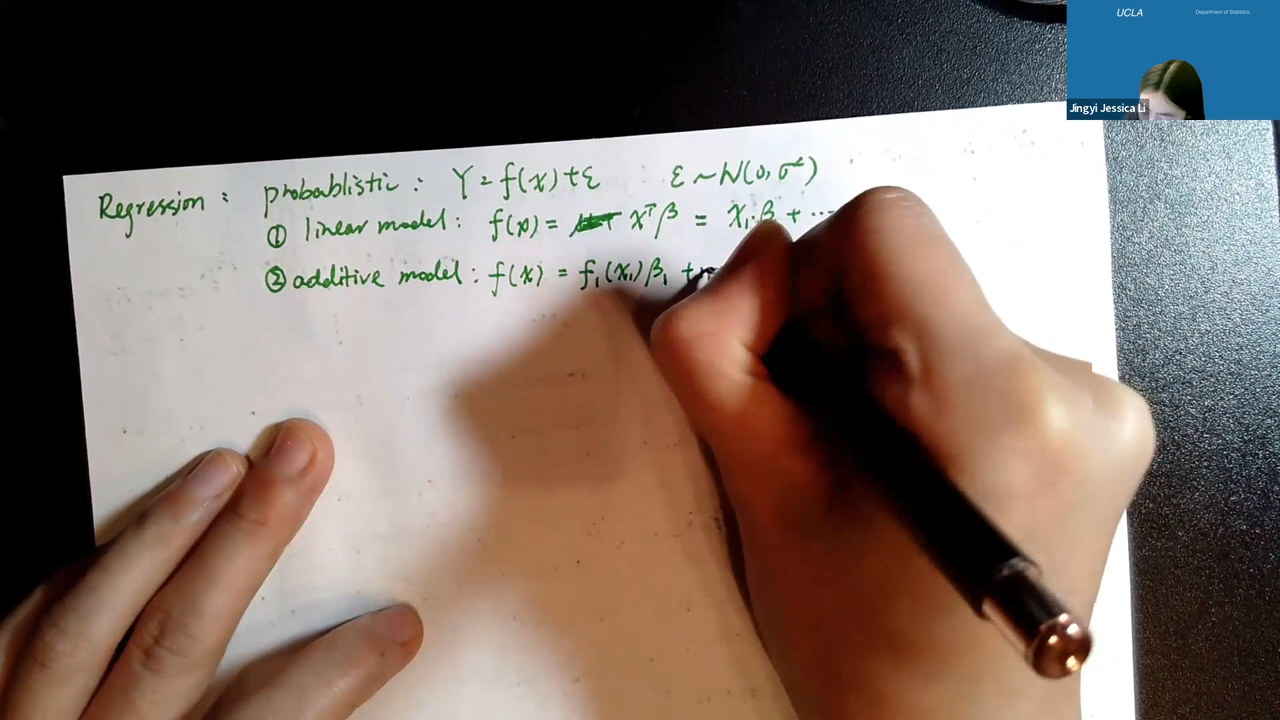 UCLA Department of Statistics
Jingyi Jessica Li
Regression : probablistic : Y = f(x) + ε ε ~ N(0, σ²)
① linear model : f(x) = xᵀβ = x₁β + ...
② additive model : f(x) = f₁(x₁)β₁ +